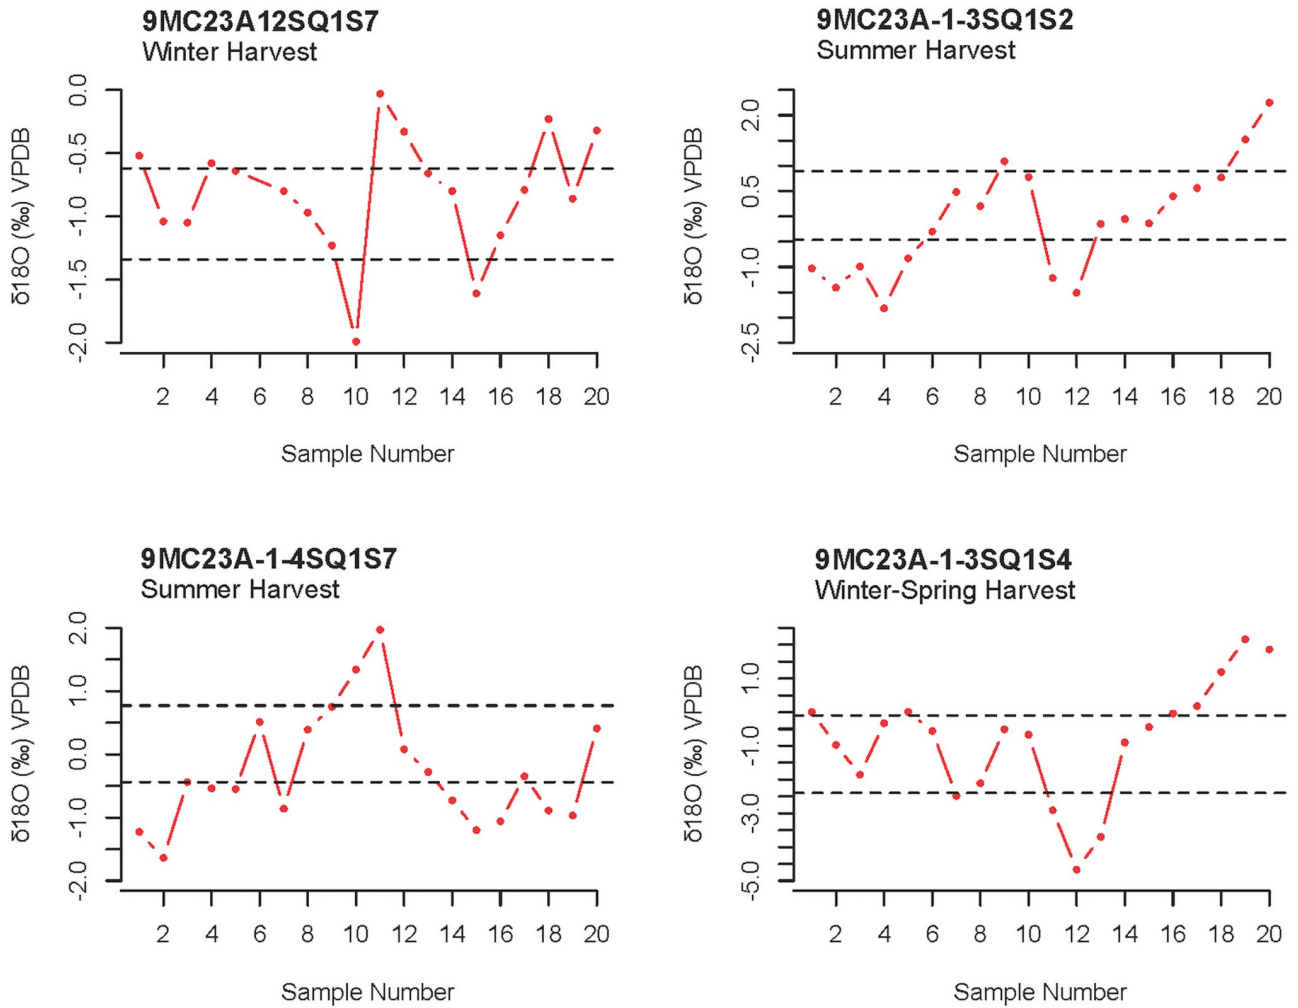 9MC23A12SQ1S7
Winter Harvest
δ18O (‰) VPDB
0.0
-0.5
-1.0
-1.5
-2.0
2 4 6 8 10 12 14 16 18 20
Sample Number
9MC23A-1-3SQ1S2
Summer Harvest
δ18O (‰) VPDB
2.0
0.5
-1.0
-2.5
2 4 6 8 10 12 14 16 18 20
Sample Number
9MC23A-1-4SQ1S7
Summer Harvest
δ18O (‰) VPDB
2.0
1.0
0.0
-1.0
-2.0
2 4 6 8 10 12 14 16 18 20
Sample Number
9MC23A-1-3SQ1S4
Winter-Spring Harvest
δ18O (‰) VPDB
1.0
-1.0
-3.0
-5.0
2 4 6 8 10 12 14 16 18 20
Sample Number